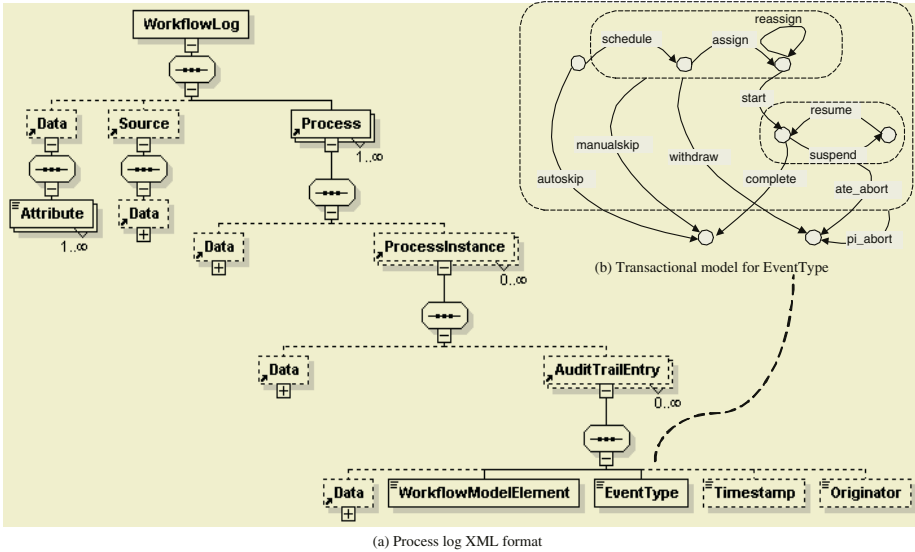 WorkflowLog
Data
Source
Process
1..∞
Attribute
1..∞
Data
Data
ProcessInstance
0..∞
Data
AuditTrailEntry
0..∞
Data
WorkflowModelElement
EventType
Timestamp
Originator
(a) Process log XML format
reassign
schedule
assign
start
resume
suspend
manualskip
withdraw
autoskip
complete
ate_abort
pi_abort
(b) Transactional model for EventType